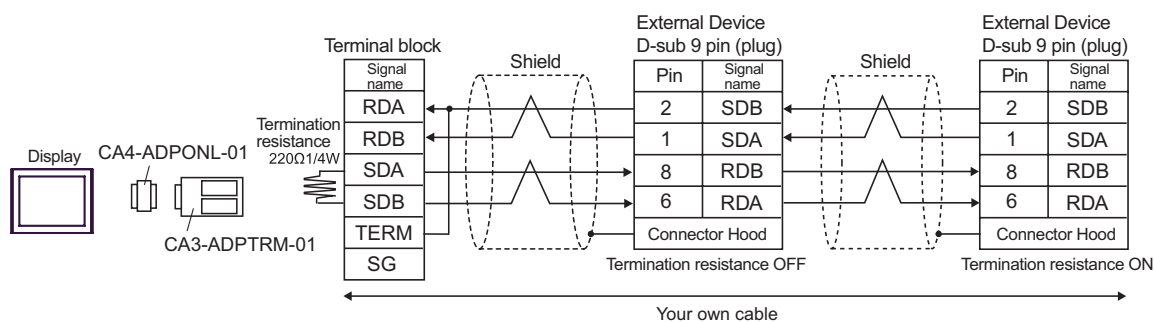 Display
CA4-ADPONL-01
CA3-ADPTRM-01
Termination
resistance
220Ω1/4W
Terminal block
Signal
name
RDA
RDB
SDA
SDB
TERM
SG
Shield
External Device
D-sub 9 pin (plug)
Pin Signal
name
2 SDB
1 SDA
8 RDB
6 RDA
Connector Hood
Termination resistance OFF
Shield
External Device
D-sub 9 pin (plug)
Pin Signal
name
2 SDB
1 SDA
8 RDB
6 RDA
Connector Hood
Termination resistance ON
Your own cable